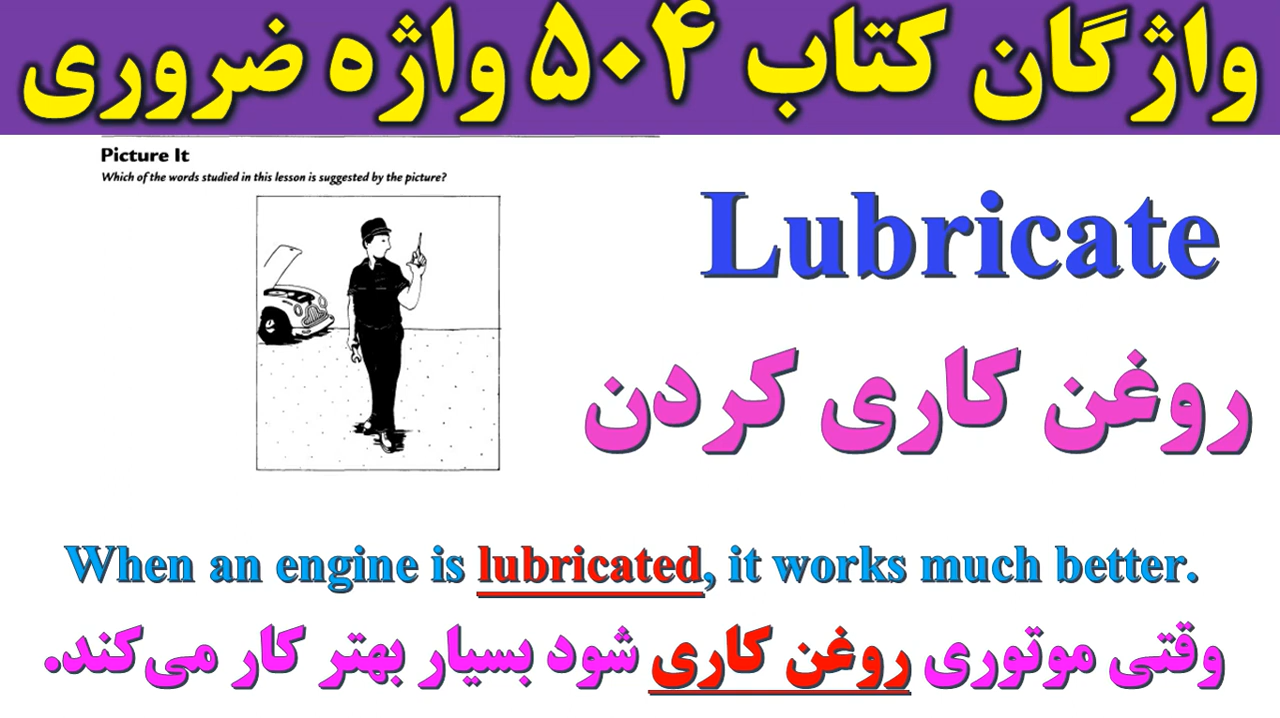 واژگان کتاب ۵۰۴ واژه ضروری
Picture It
Which of the words studied in this lesson is suggested by the picture?
Lubricate
روغن کاری کردن
When an engine is lubricated, it works much better.
وقتی موتوری روغن کاری شود بسیار بهتر کار می‌کند.